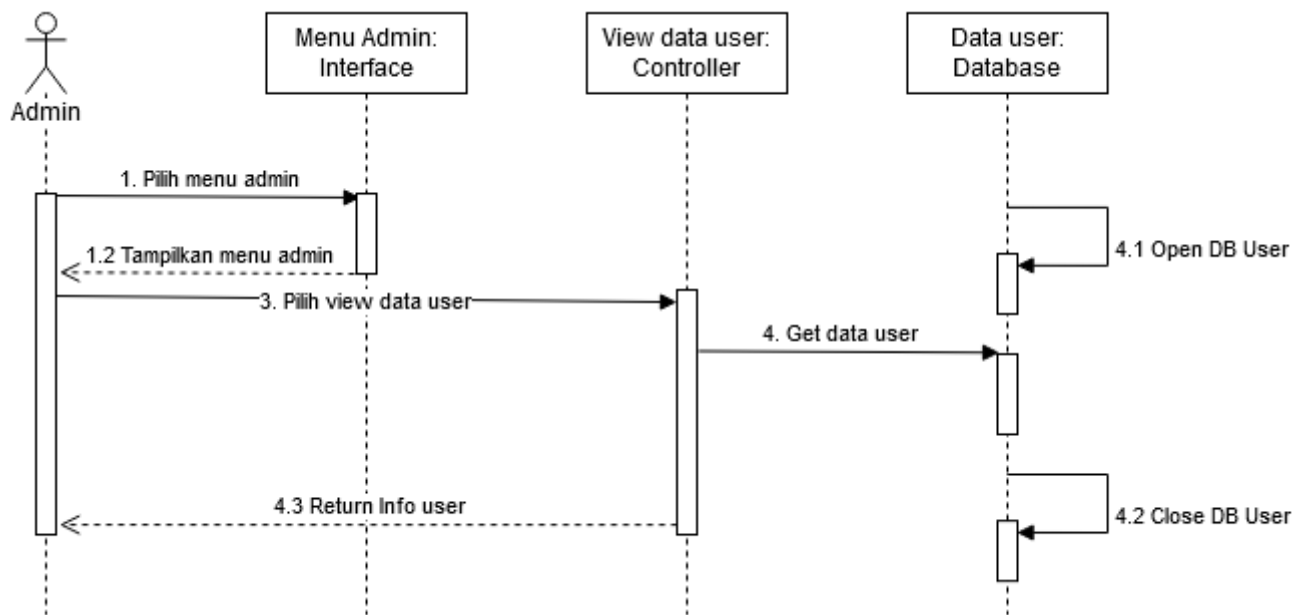 Menu Admin:
Interface
View data user:
Controller
Data user:
Database
Admin
1. Pilih menu admin
1.2 Tampilkan menu admin
4.1 Open DB User
3. Pilih view data user
4. Get data user
4.3 Return Info user
4.2 Close DB User